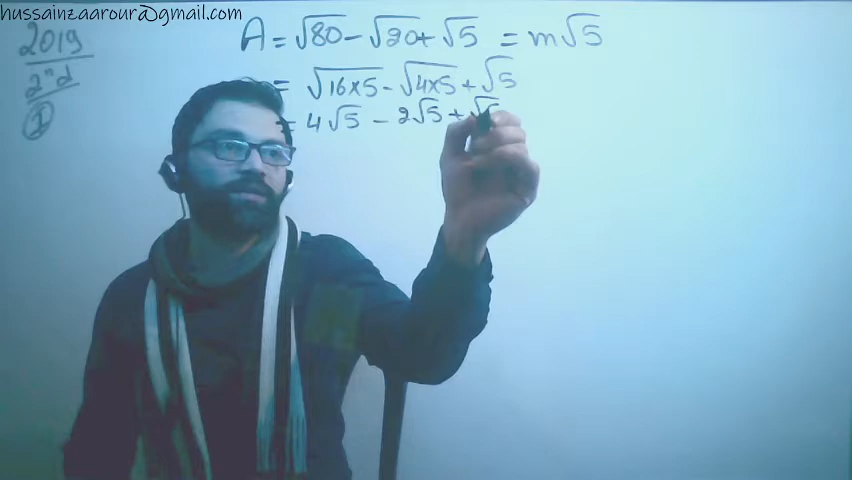 hussainzaarour@gmail.com
2019
2nd
1
A = √80 - √20 + √5 = m√5
= √16×5 - √4×5 + √5
= 4√5 - 2√5 + √5